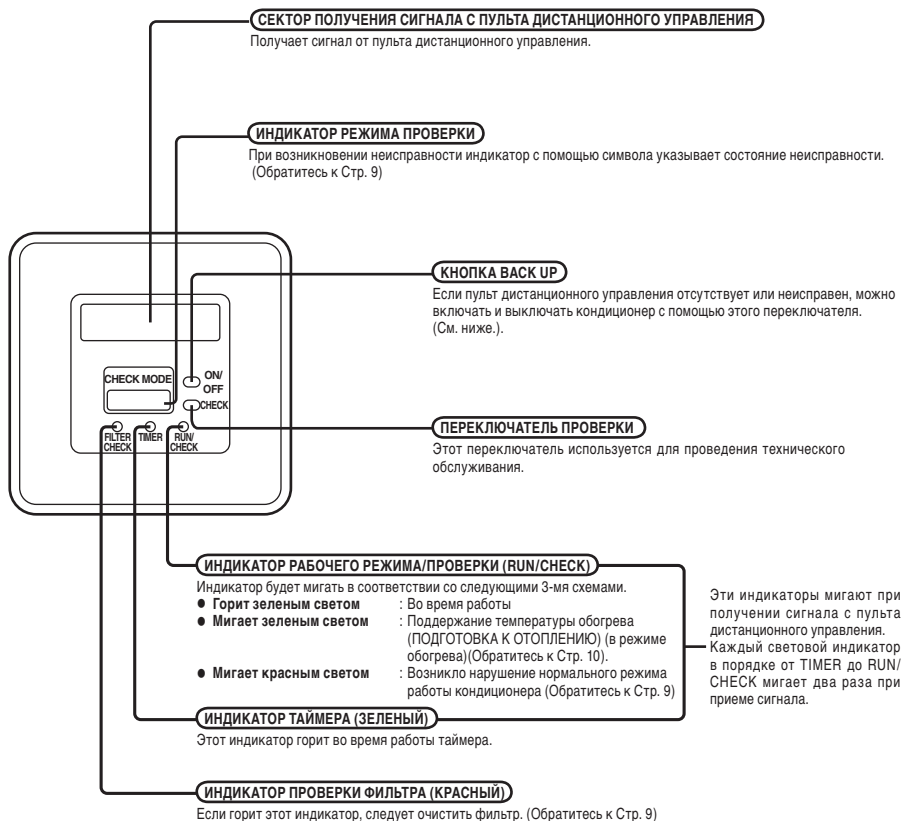 СЕКТОР ПОЛУЧЕНИЯ СИГНАЛА С ПУЛЬТА ДИСТАНЦИОННОГО УПРАВЛЕНИЯ
Получает сигнал от пульта дистанционного управления.
ИНДИКАТОР РЕЖИМА ПРОВЕРКИ
При возникновении неисправности индикатор с помощью символа указывает состояние неисправности.
(Обратитесь к Стр. 9)
КНОПКА BACK UP
Если пульт дистанционного управления отсутствует или неисправен, можно
включать и выключать кондиционер с помощью этого переключателя.
(См. ниже.).
CHECK MODE
ON/
OFF
CHECK
FILTER
CHECK
TIMER
RUN/
CHECK
ПЕРЕКЛЮЧАТЕЛЬ ПРОВЕРКИ
Этот переключатель используется для проведения технического
обслуживания.
ИНДИКАТОР РАБОЧЕГО РЕЖИМА/ПРОВЕРКИ (RUN/CHECK)
Индикатор будет мигать в соответствии со следующими 3-мя схемами.
● Горит зеленым светом : Во время работы
● Мигает зеленым светом : Поддержание температуры обогрева
(ПОДГОТОВКА К ОТОПЛЕНИЮ) (в режиме
обогрева)(Обратитесь к Стр. 10).
● Мигает красным светом : Возникло нарушение нормального режима
работы кондиционера (Обратитесь к Стр. 9)
Эти индикаторы мигают при
получении сигнала с пульта
дистанционного управления.
Каждый световой индикатор
в порядке от TIMER до RUN/
CHECK мигает два раза при
приеме сигнала.
ИНДИКАТОР ТАЙМЕРА (ЗЕЛЕНЫЙ)
Этот индикатор горит во время работы таймера.
ИНДИКАТОР ПРОВЕРКИ ФИЛЬТРА (КРАСНЫЙ)
Если горит этот индикатор, следует очистить фильтр. (Обратитесь к Стр. 9)